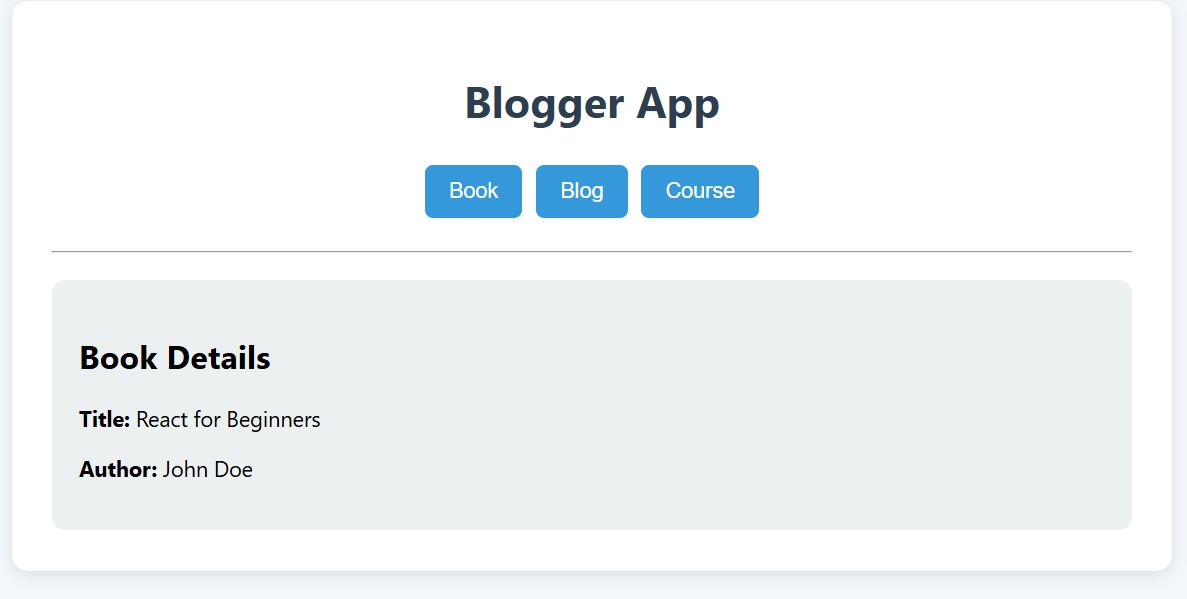 Blogger App
Book Blog Course
Book Details
Title: React for Beginners
Author: John Doe